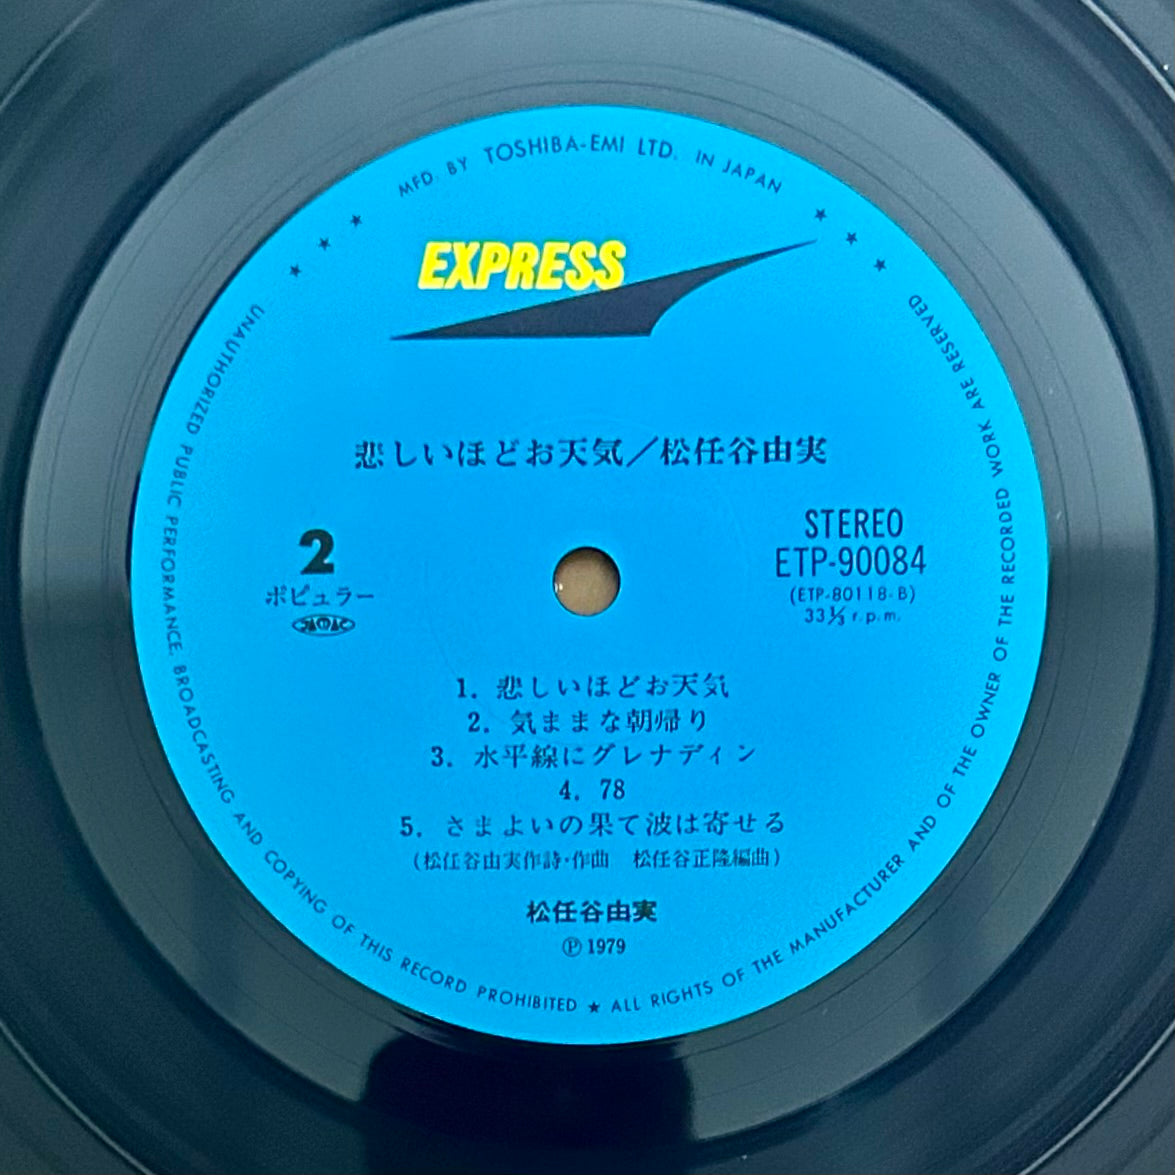 MFD. BY TOSHIBA-EMI LTD. IN JAPAN
EXPRESS
悲しいほどお天気／松任谷由実
2
ポピュラー
STEREO
ETP-90084
(ETP-80118-B)
33⅓ r.p.m.
1. 悲しいほどお天気
2. 気ままな朝帰り
3. 水平線にグレナディン
4. 78
5. さまよいの果て波は寄せる
(松任谷由実作詩・作曲　松任谷正隆編曲)
松任谷由実
Ⓟ 1979
UNAUTHORIZED PUBLIC PERFORMANCE, BROADCASTING AND COPYING OF THIS RECORD PROHIBITED ★ ALL RIGHTS OF THE MANUFACTURER AND OF THE OWNER OF THE RECORDED WORK ARE RESERVED